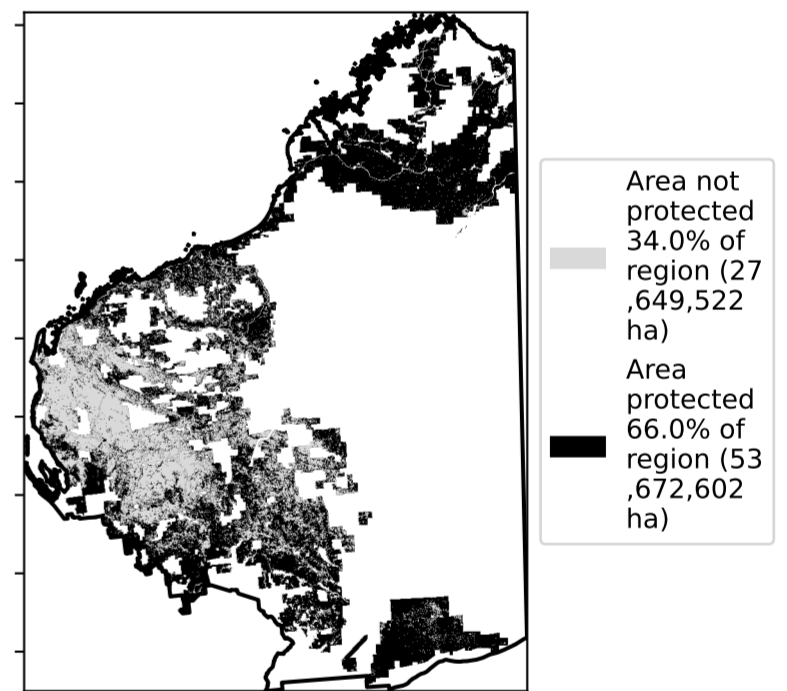 Area not
protected
34.0% of
region (27
,649,522
ha)
Area
protected
66.0% of
region (53
,672,602
ha)